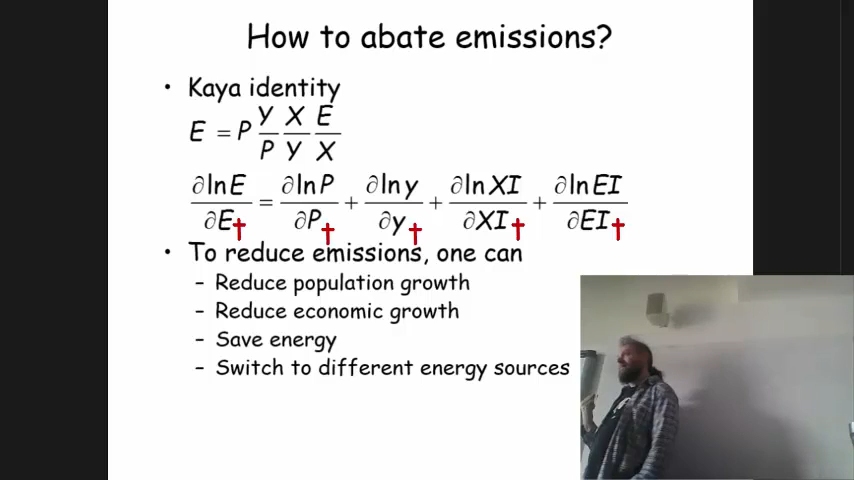 How to abate emissions?
• Kaya identity
E = P Y/P X/Y E/X
∂lnE/∂E† = ∂lnP/∂P† + ∂lny/∂y† + ∂lnXI/∂XI† + ∂lnEI/∂EI†
• To reduce emissions, one can
– Reduce population growth
– Reduce economic growth
– Save energy
– Switch to different energy sources